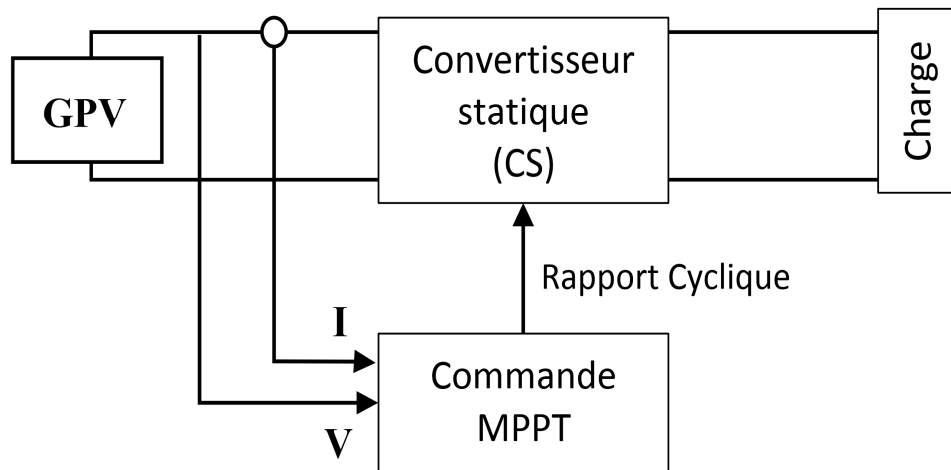 Convertisseur
statique
(CS)
GPV
Charge
Rapport Cyclique
I
Commande
MPPT
V